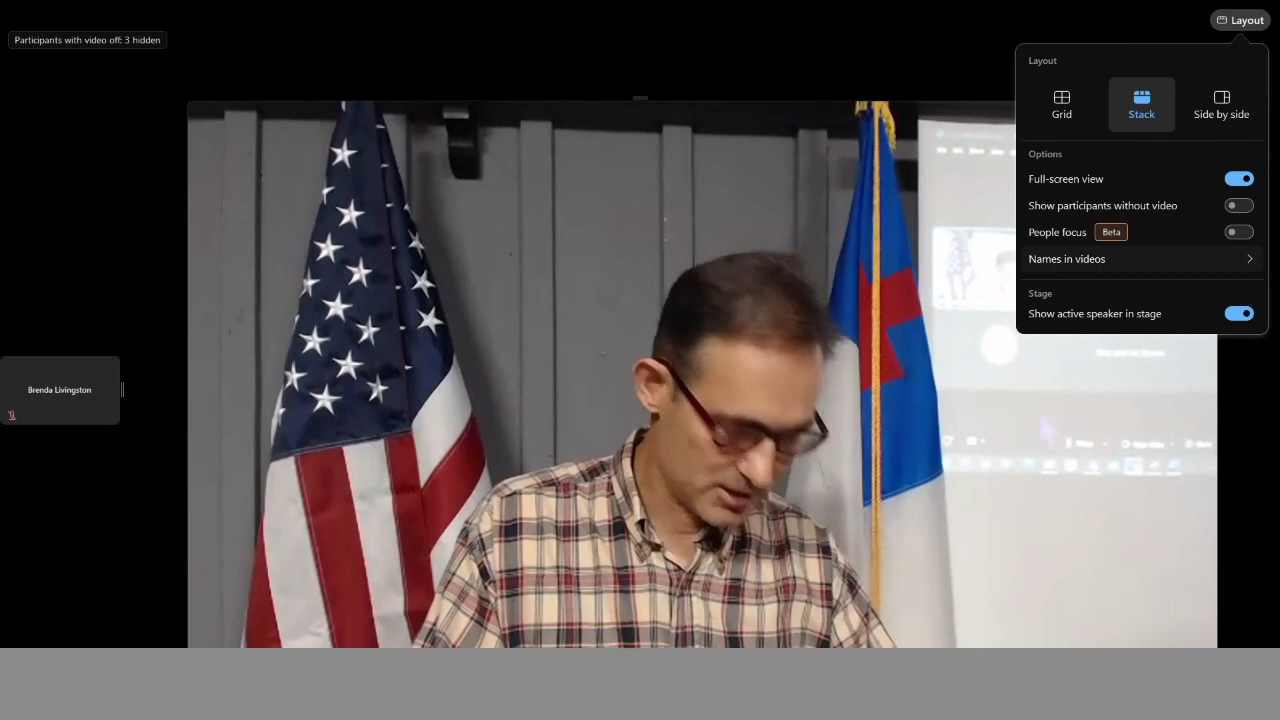 Layout
Participants with video off: 3 hidden
Layout
Grid
Stack
Side by side
Options
Full-screen view
Show participants without video
People focus Beta
Names in videos
Stage
Show active speaker in stage
Brenda Livingston